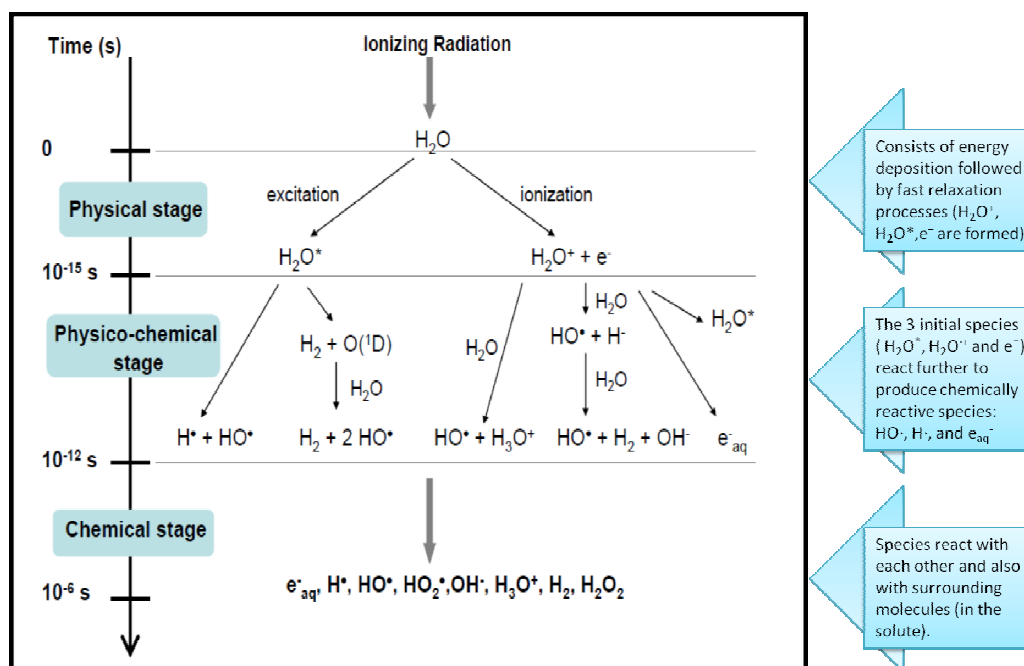 Time (s)
Ionizing Radiation
0
H₂O
excitation
ionization
Physical stage
H₂O*
H₂O⁺ + e⁻
10⁻¹⁵ s
Physico-chemical
stage
H₂O
H₂O
H₂O*
HO• + H⁻
H₂ + O(¹D)
H₂O
H₂O
H• + HO•
H₂ + 2 HO•
HO• + H₃O⁺
HO• + H₂ + OH⁻
e⁻aq
10⁻¹² s
Chemical stage
10⁻⁶ s
e⁻aq, H•, HO•, HO₂•,OH⁻, H₃O⁺, H₂, H₂O₂
Consists of energy
deposition followed
by fast relaxation
processes (H₂O⁺,
H₂O*,e⁻ are formed)
The 3 initial species
( H₂O*, H₂O⁺ and e⁻)
react further to
produce chemically
reactive species:
HO·, H·, and eaq⁻
Species react with
each other and also
with surrounding
molecules (in the
solute).